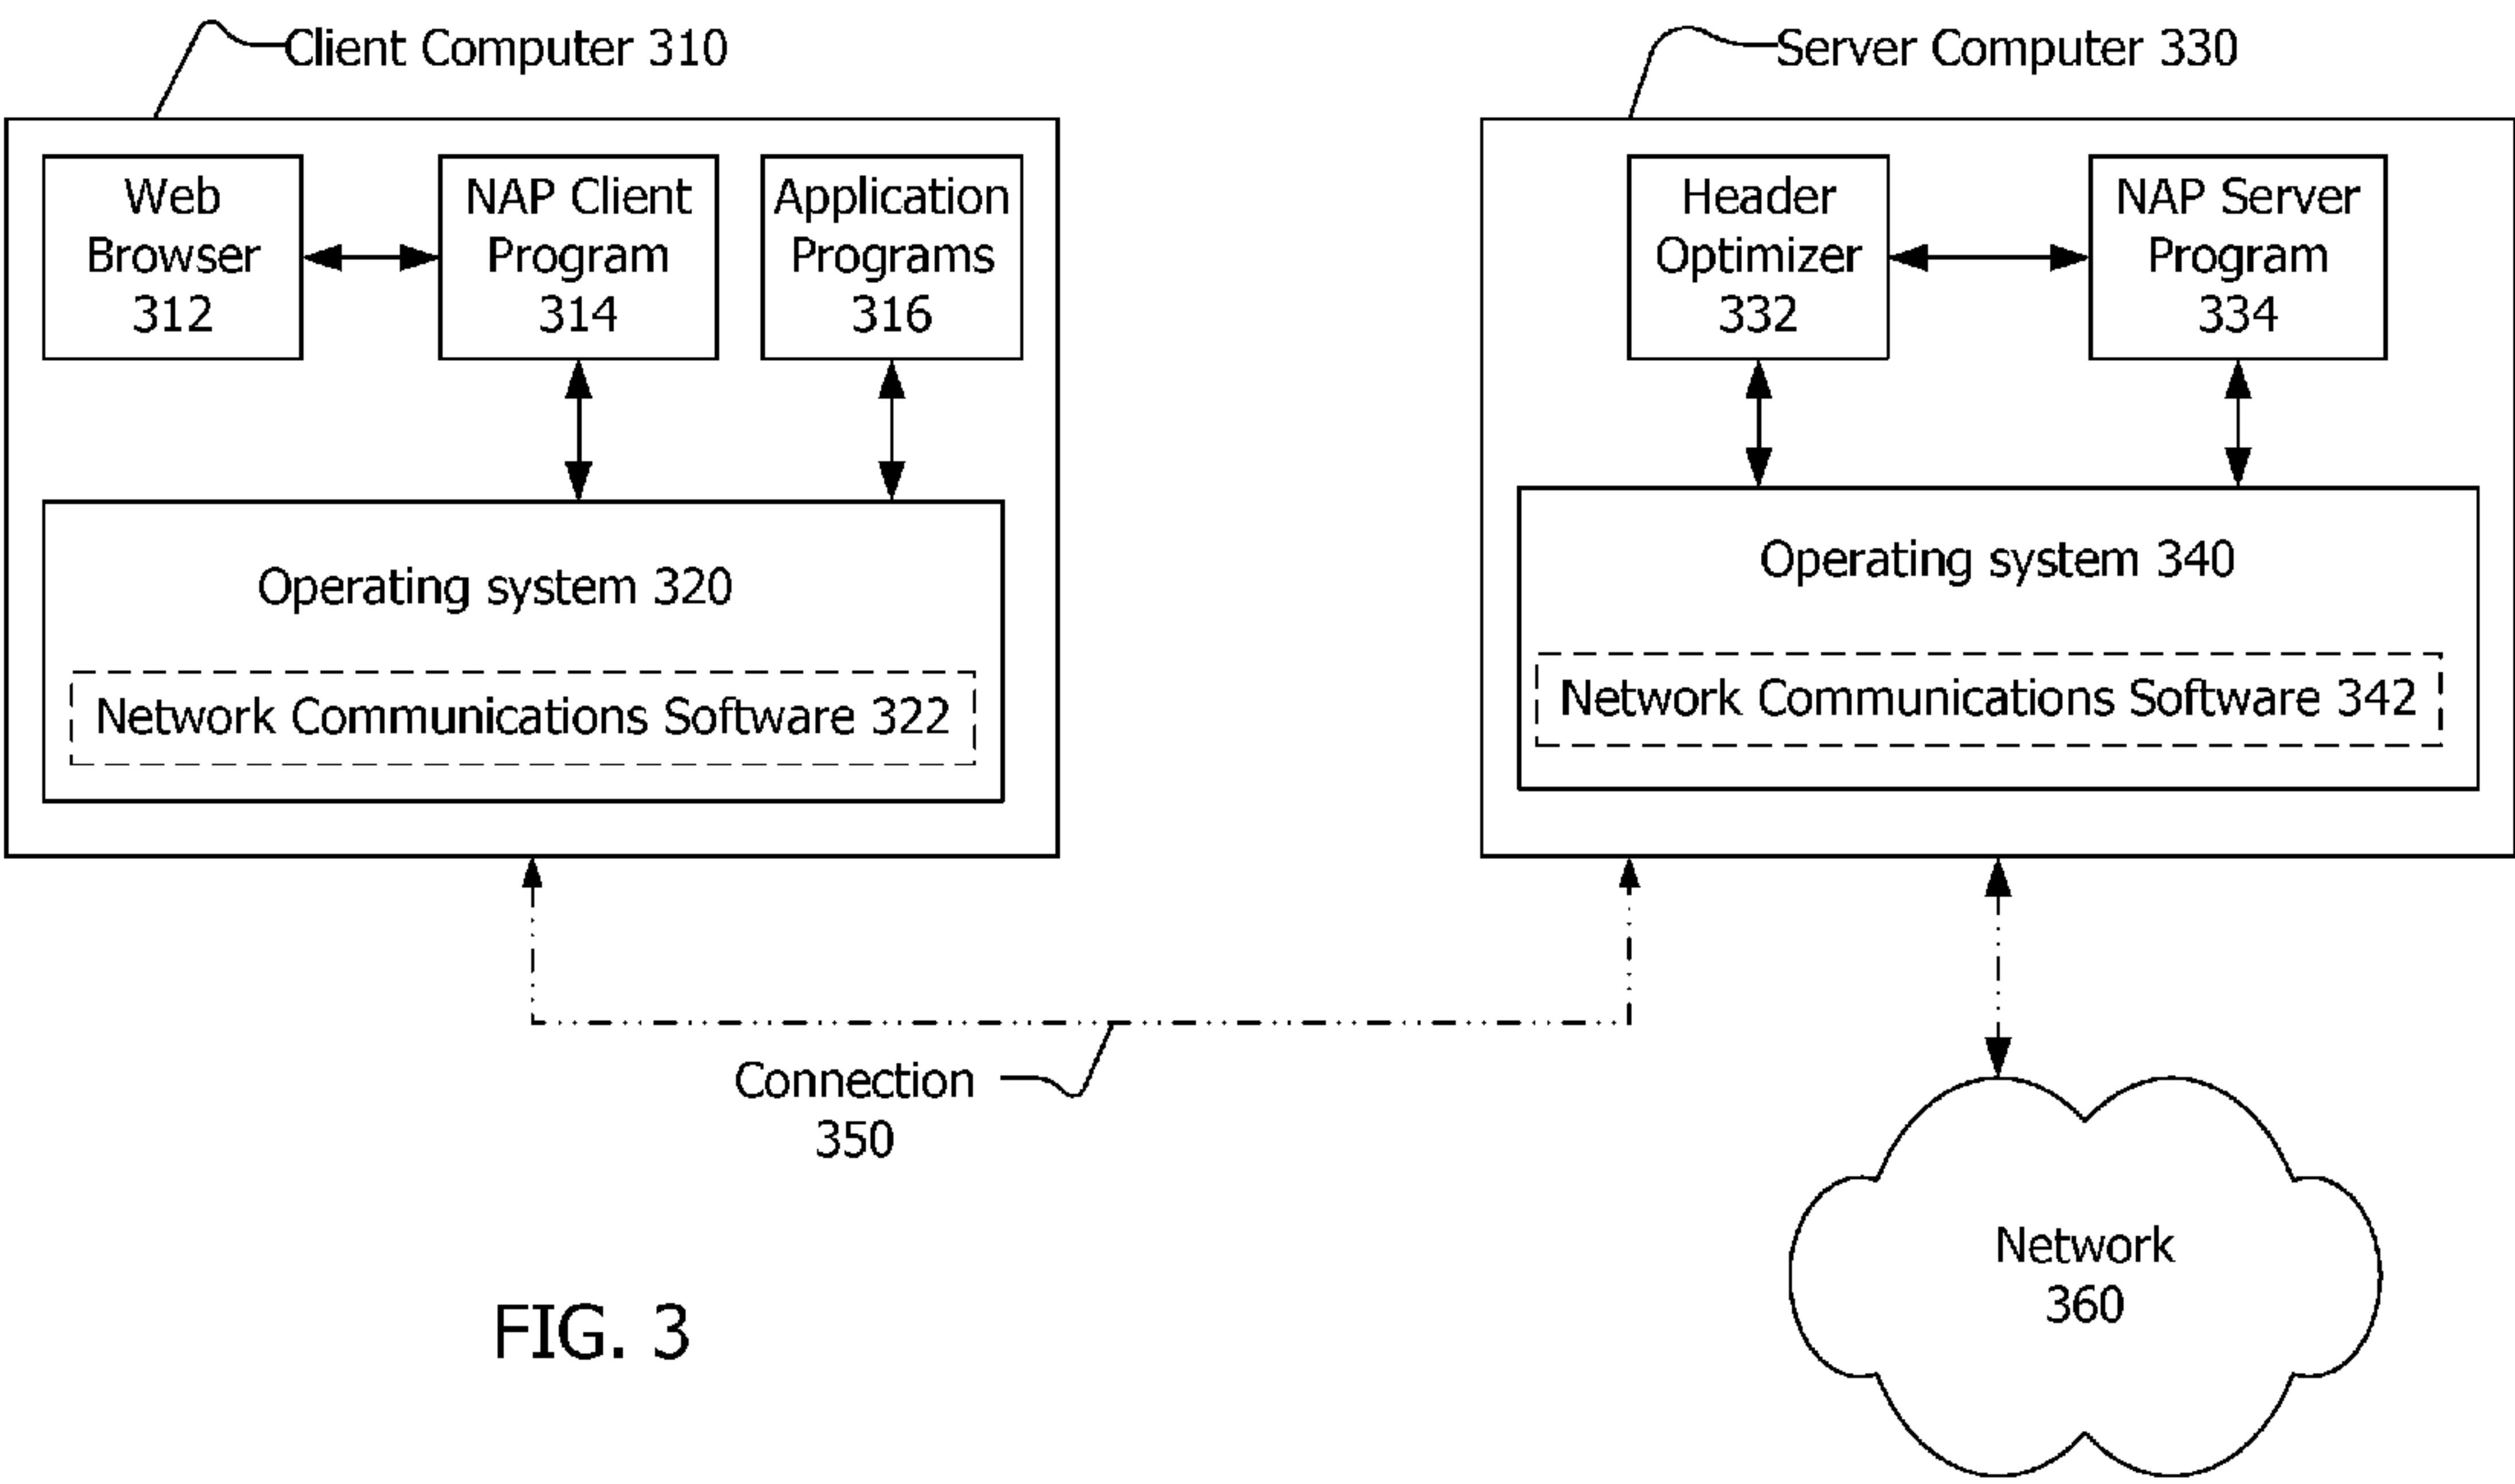 Client Computer 310
Web
Browser
312
NAP Client
Program
314
Application
Programs
316
Operating system 320
Network Communications Software 322
Server Computer 330
Header
Optimizer
332
NAP Server
Program
334
Operating system 340
Network Communications Software 342
Connection
350
Network
360
FIG. 3